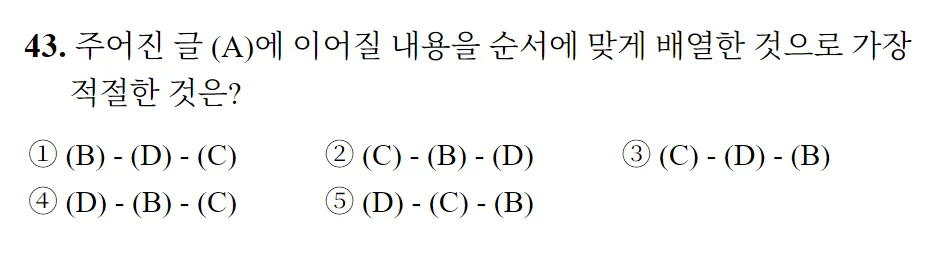 43. 주어진 글 (A)에 이어질 내용을 순서에 맞게 배열한 것으로 가장
적절한 것은?
① (B) - (D) - (C) ② (C) - (B) - (D) ③ (C) - (D) - (B)
④ (D) - (B) - (C) ⑤ (D) - (C) - (B)